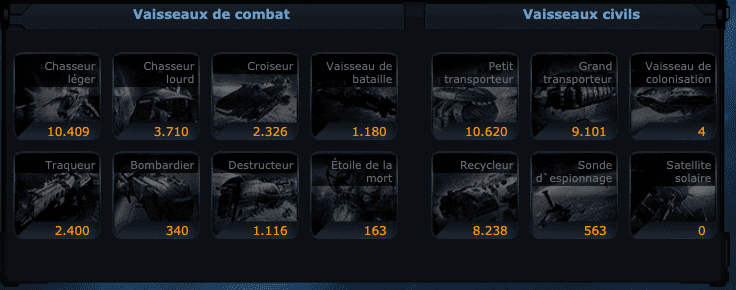 Vaisseaux de combat
Vaisseaux civils
Chasseur
léger
10.409
Chasseur
lourd
3.710
Croiseur
2.326
Vaisseau de
bataille
1.180
Petit
transporteur
10.620
Grand
transporteur
9.101
Vaisseau de
colonisation
4
Traqueur
2.400
Bombardier
340
Destructeur
1.116
Étoile de la
mort
163
Recycleur
8.238
Sonde
d`espionnage
563
Satellite
solaire
0